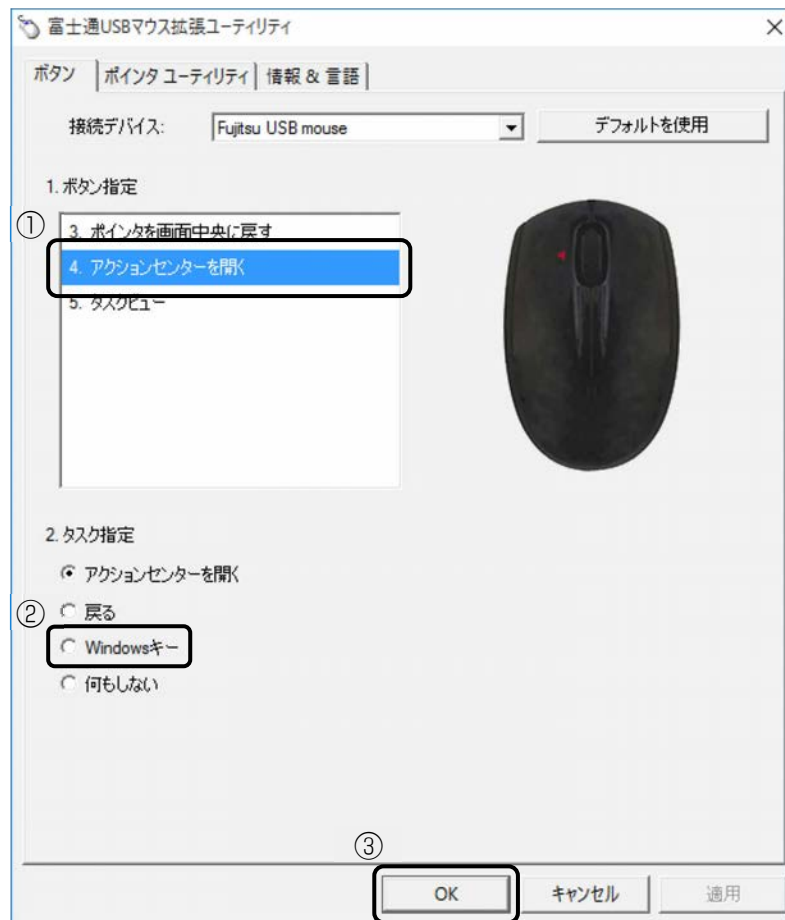 富士通USBマウス拡張ユーティリティ
ボタン ポインタ ユーティリティ 情報 & 言語
接続デバイス: Fujitsu USB mouse デフォルトを使用
1. ボタン指定
①
3. ポインタを画面中央に戻す
4. アクションセンターを開く
5. タスクビュー
2. タスク指定
アクションセンターを開く
② 戻る
Windowsキー
何もしない
③
OK キャンセル 適用